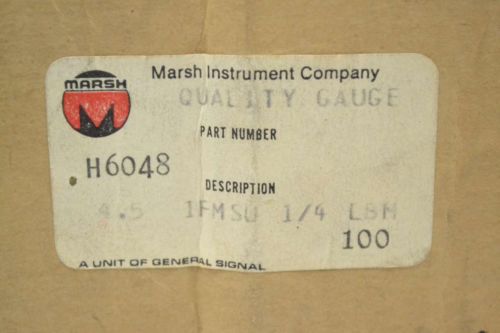 MARSH
Marsh Instrument Company
QUALITY GAUGE
PART NUMBER
H6048
DESCRIPTION
4.5 1FMSU 1/4 LBM
100
A UNIT OF GENERAL SIGNAL